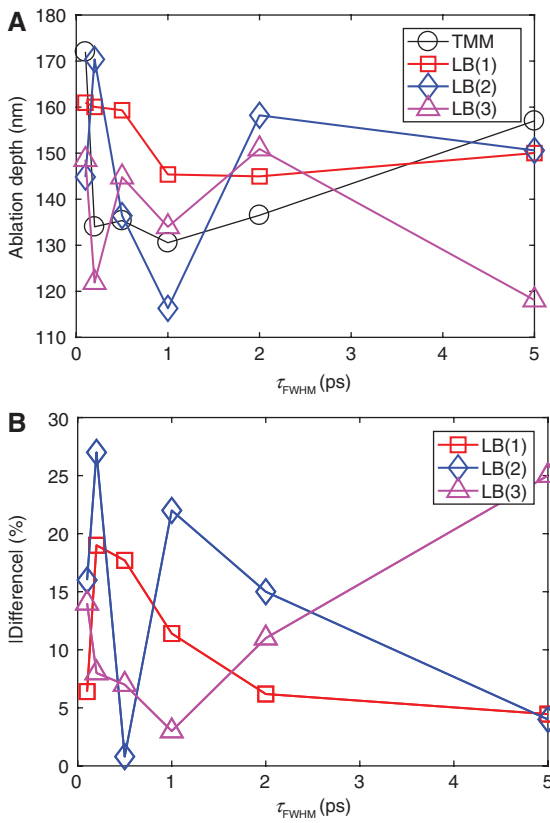 A
Ablation depth (nm)
180
170
160
150
140
130
120
110
TMM
LB(1)
LB(2)
LB(3)
0 1 2 3 4 5
τFWHM (ps)
B
|Difference| (%)
30
25
20
15
10
5
0
LB(1)
LB(2)
LB(3)
0 1 2 3 4 5
τFWHM (ps)